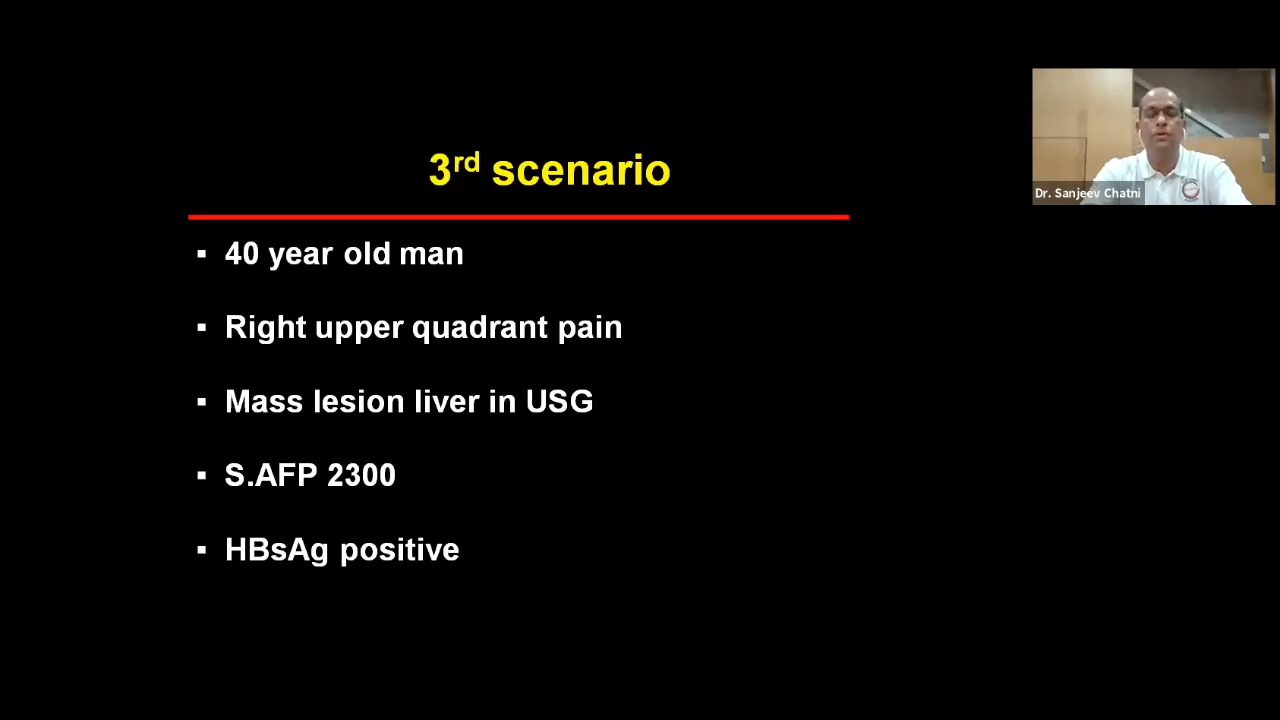 3rd scenario
▪ 40 year old man
▪ Right upper quadrant pain
▪ Mass lesion liver in USG
▪ S.AFP 2300
▪ HBsAg positive
Dr. Sanjeev Chatni